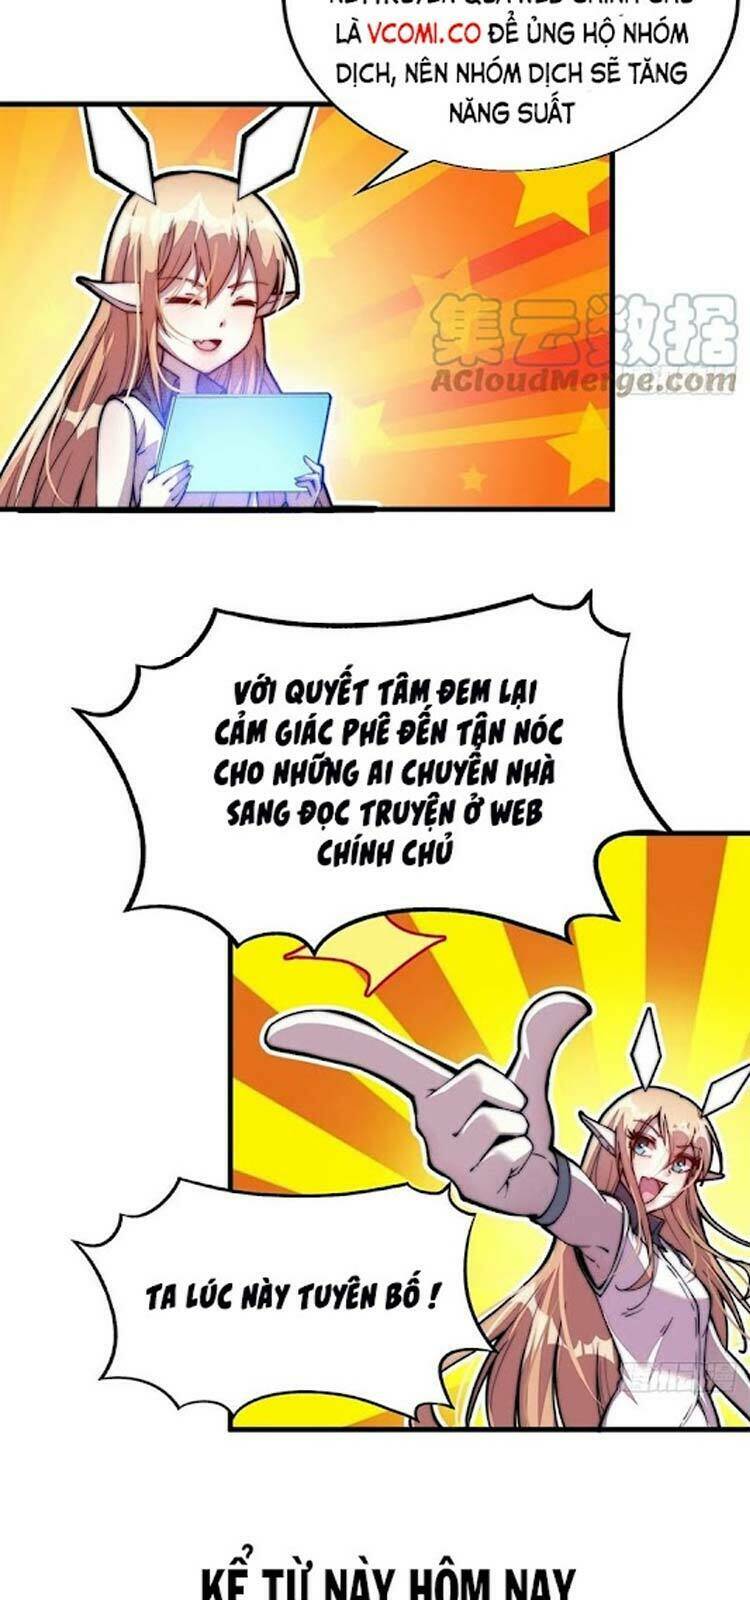 LÀ VCOMI.CO ĐỂ ỦNG HỘ NHÓM
DỊCH, NÊN NHÓM DỊCH SẼ TĂNG
NĂNG SUẤT
集云数据
ACloudMerge.com
VỚI QUYẾT TÂM ĐEM LẠI
CẢM GIÁC PHÊ ĐẾN TẬN NÓC
CHO NHỮNG AI CHUYỂN NHÀ
SANG ĐỌC TRUYỆN Ở WEB
CHÍNH CHỦ
TA LÚC NÀY TUYÊN BỐ !
KỂ TỪ NÀY HÔM NAY